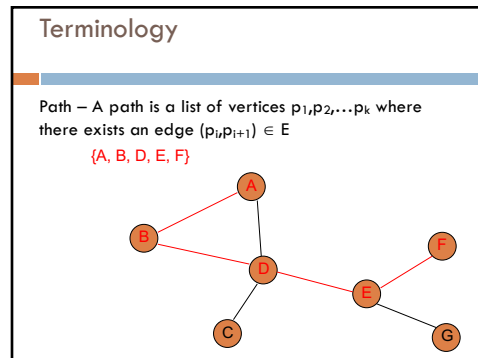 Terminology
Path – A path is a list of vertices p₁,p₂,…pₖ where
there exists an edge (pᵢ,pᵢ₊₁) ∈ E
{A, B, D, E, F}
A
B
F
D
E
C
G